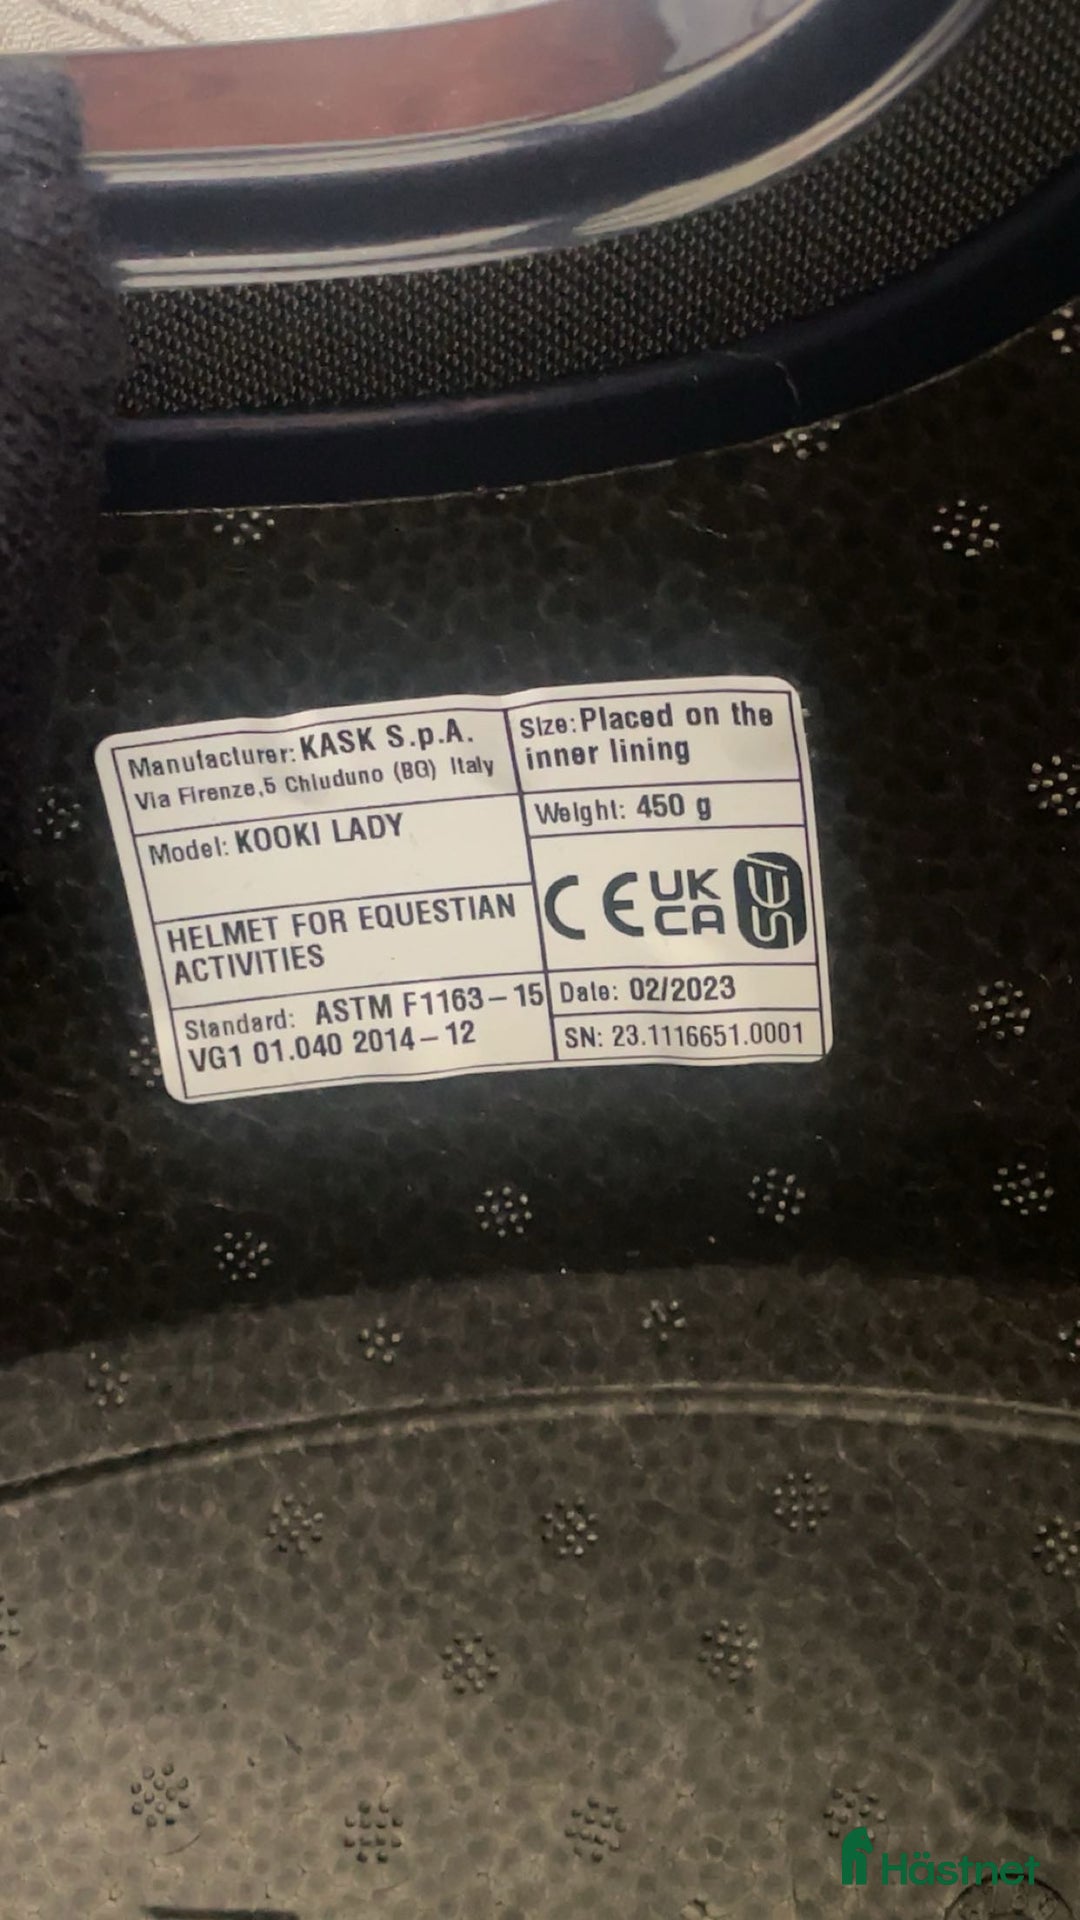 Manufacturer: KASK S.p.A.
Via Firenze,5 Chiuduno (BG) Italy
Model: KOOKI LADY
HELMET FOR EQUESTIAN
ACTIVITIES
Standard: ASTM F1163-15
VG1 01.040 2014-12
Size: Placed on the
inner lining
Weight: 450 g
CE UK
CA
SEI
Date: 02/2023
SN: 23.1116651.0001
Hästnet